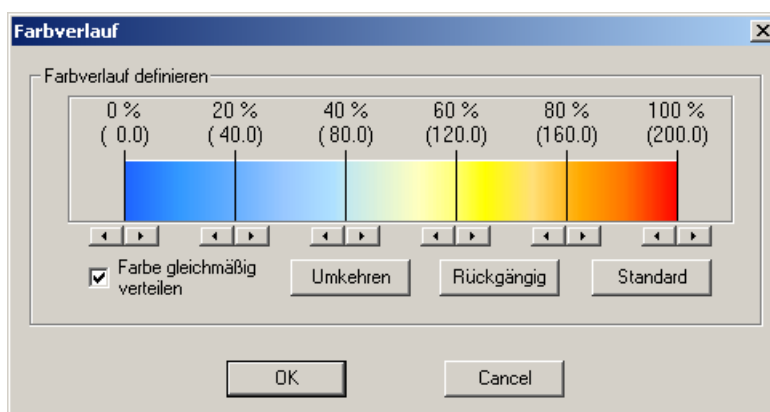 Farbverlauf
Farbverlauf definieren
0 % 20 % 40 % 60 % 80 % 100 %
( 0.0) ( 40.0) ( 80.0) (120.0) (160.0) (200.0)
Farbe gleichmäßig
verteilen
Umkehren Rückgängig Standard
OK Cancel